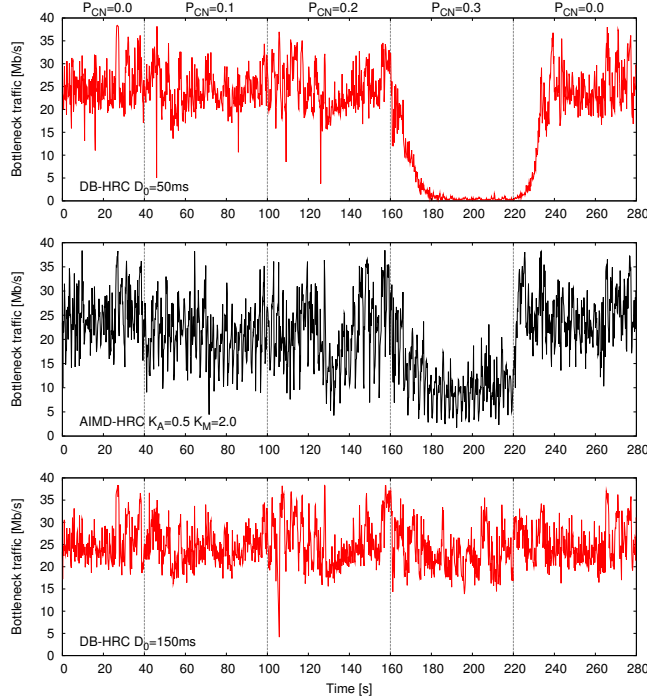 P_CN=0.0 P_CN=0.1 P_CN=0.2 P_CN=0.3 P_CN=0.0
40
35
30
25
20
15
10
5
0
Bottleneck traffic [Mb/s]
DB-HRC D_0=50ms
0 20 40 60 80 100 120 140 160 180 200 220 240 260 280
40
35
30
25
20
15
10
5
0
Bottleneck traffic [Mb/s]
AIMD-HRC K_A=0.5 K_M=2.0
0 20 40 60 80 100 120 140 160 180 200 220 240 260 280
40
35
30
25
20
15
10
5
0
Bottleneck traffic [Mb/s]
DB-HRC D_0=150ms
0 20 40 60 80 100 120 140 160 180 200 220 240 260 280
Time [s]